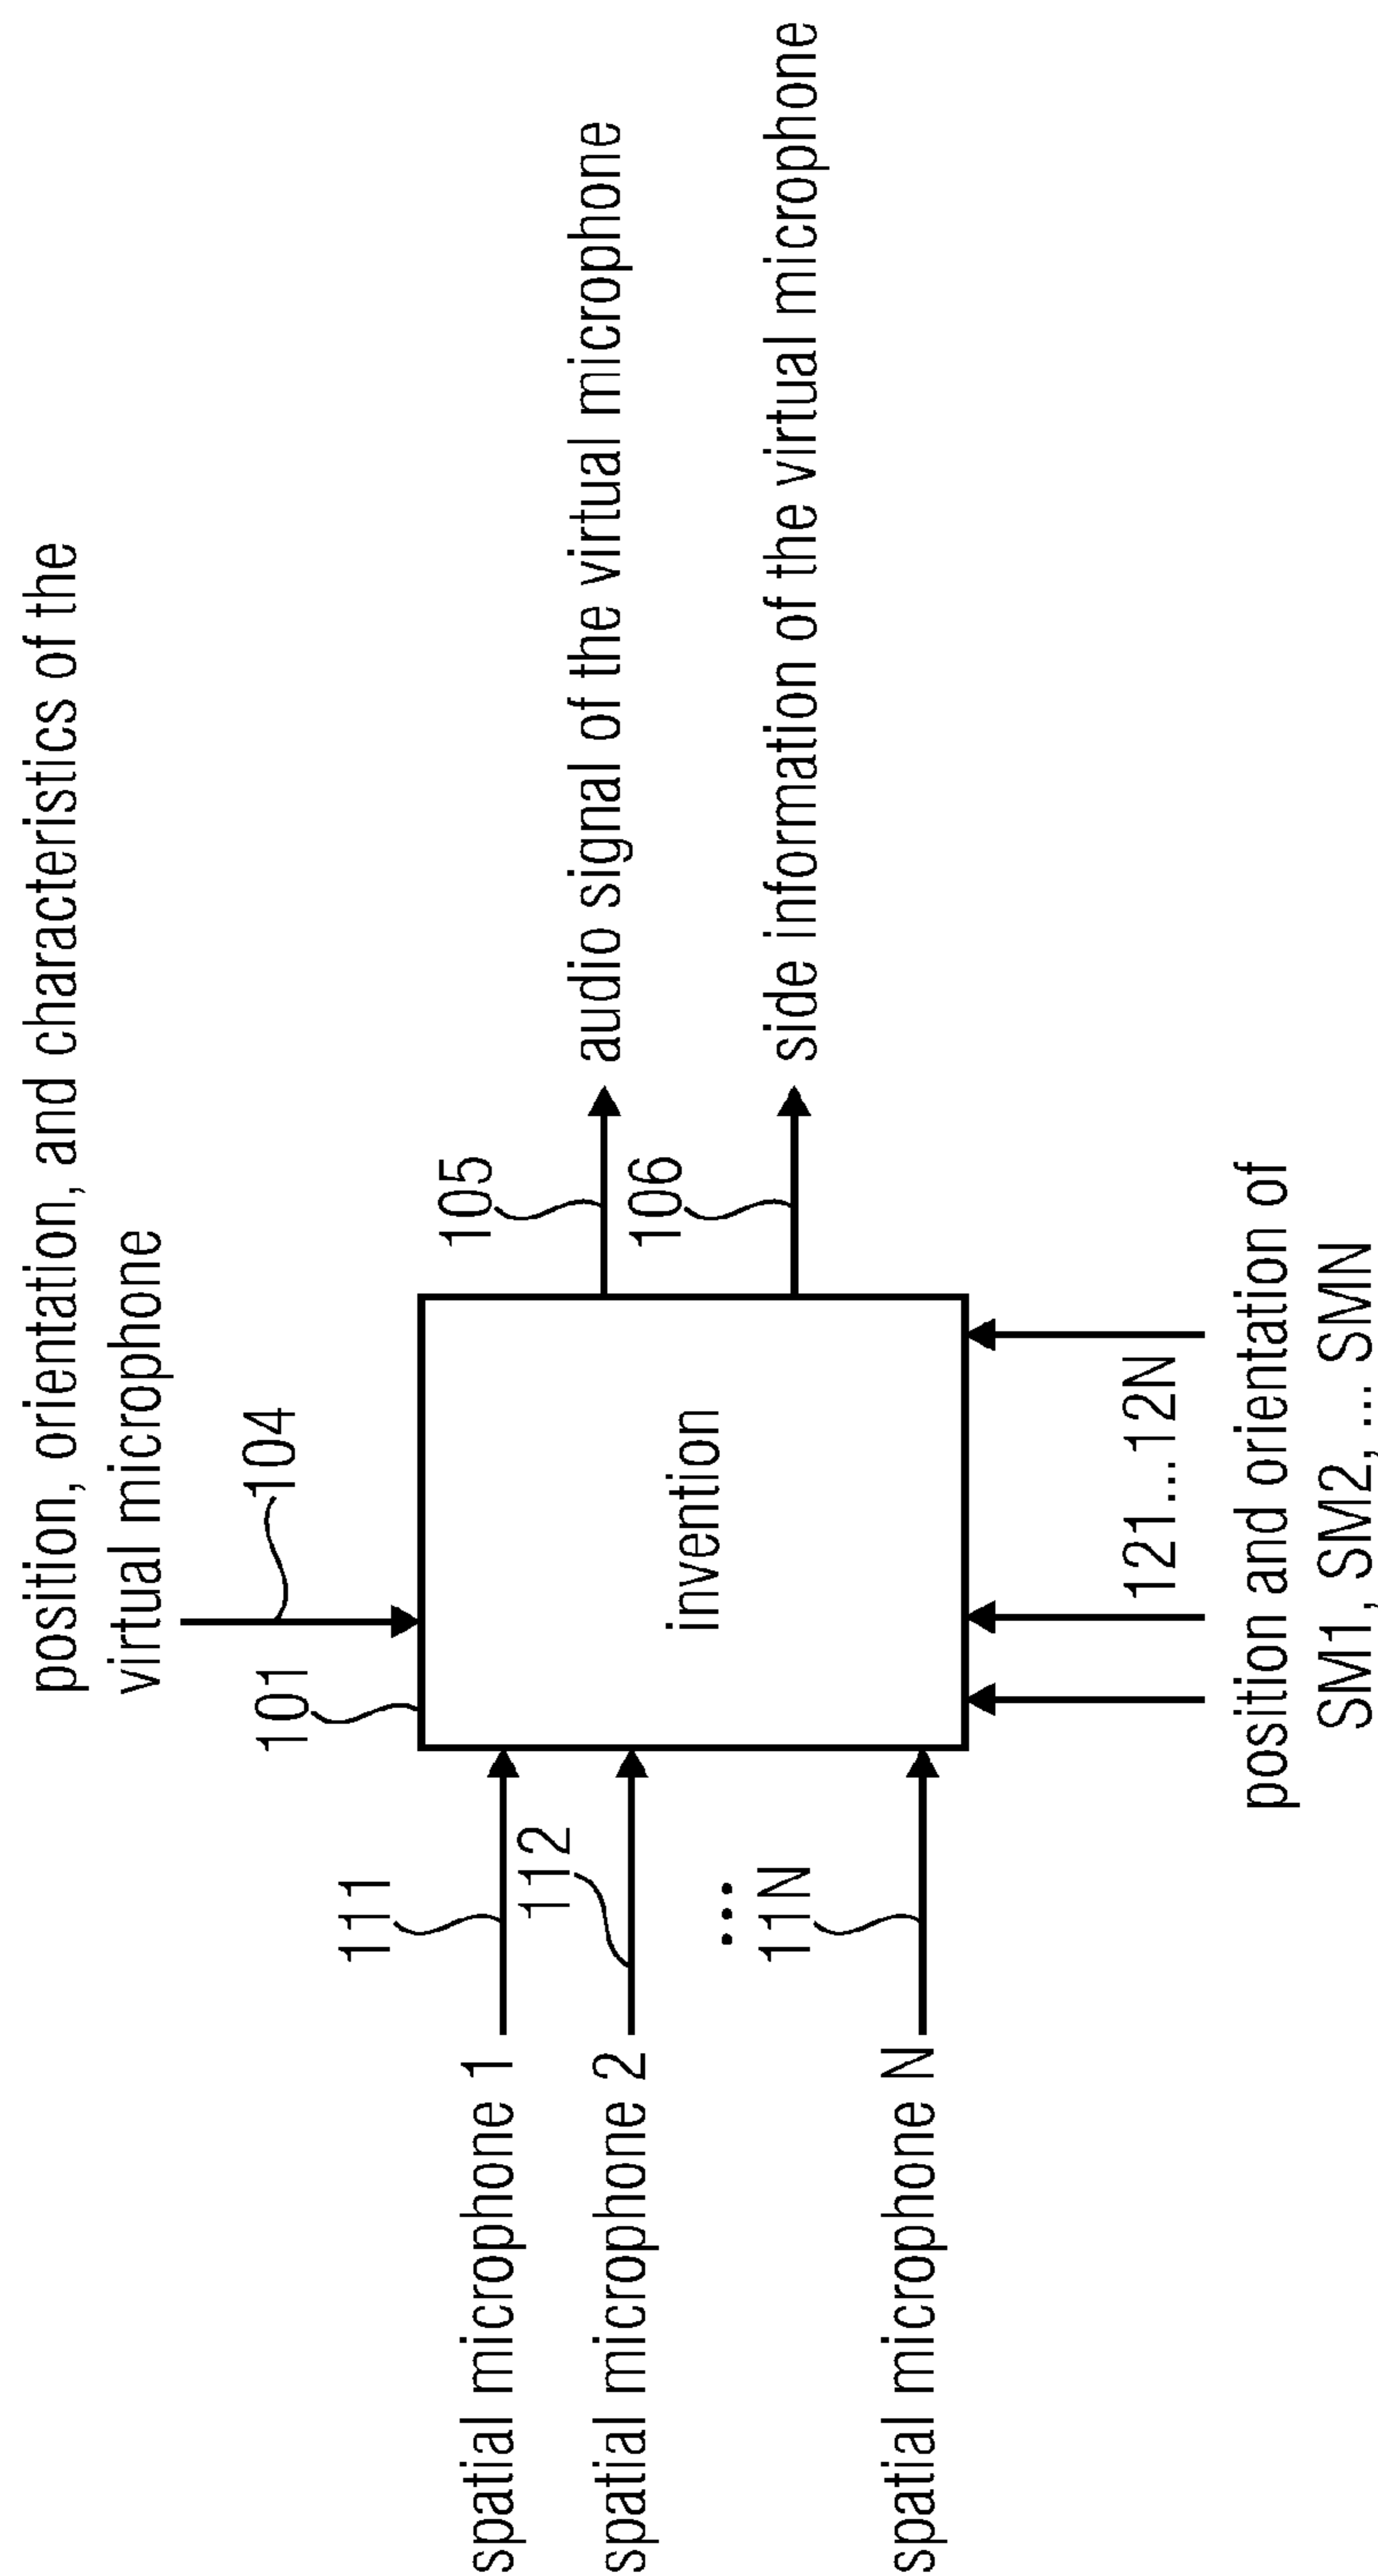 position, orientation, and characteristics of the
virtual microphone
104
101
111
spatial microphone 1
112
spatial microphone 2
...
11N
spatial microphone N
invention
105
audio signal of the virtual microphone
106
side information of the virtual microphone
121...12N
position and orientation of
SM1, SM2, ... SMN